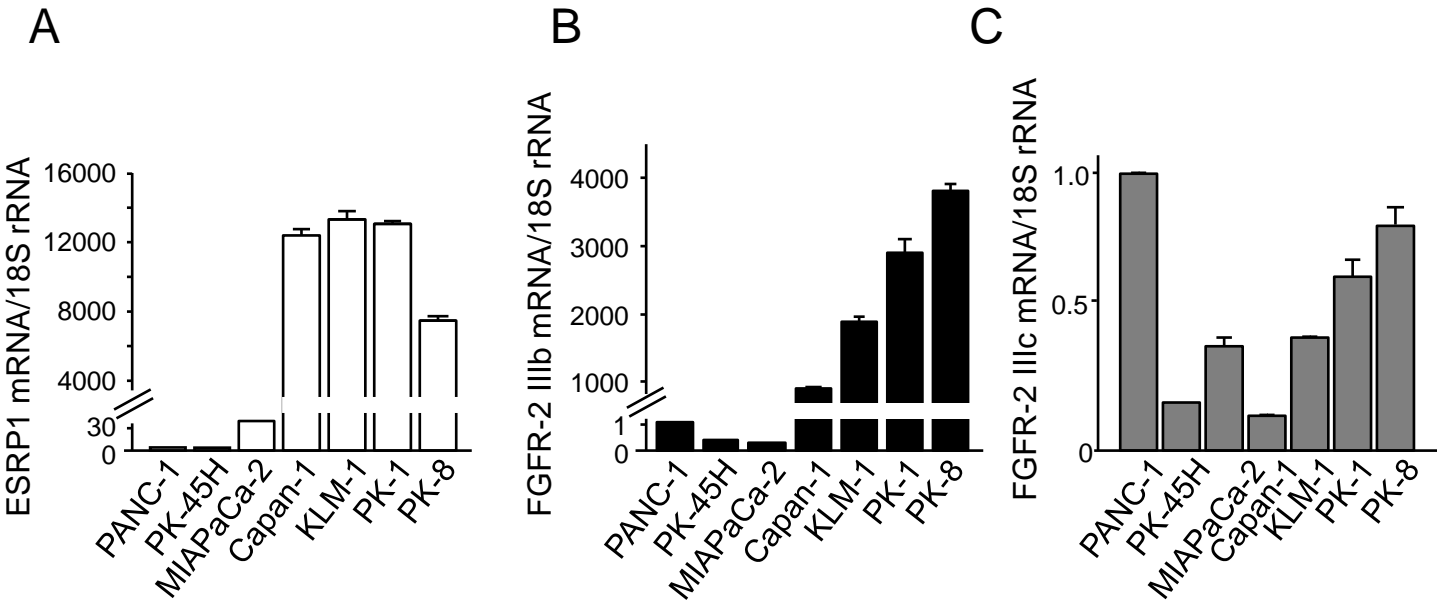 A
ESRP1 mRNA/18S rRNA
16000
12000
8000
4000
30
0
PANC-1
PK-45H
MIAPaCa-2
Capan-1
KLM-1
PK-1
PK-8
B
FGFR-2 IIIb mRNA/18S rRNA
4000
3000
2000
1000
1
0
PANC-1
PK-45H
MIAPaCa-2
Capan-1
KLM-1
PK-1
PK-8
C
FGFR-2 IIIc mRNA/18S rRNA
1.0
0.5
0
PANC-1
PK-45H
MIAPaCa-2
Capan-1
KLM-1
PK-1
PK-8